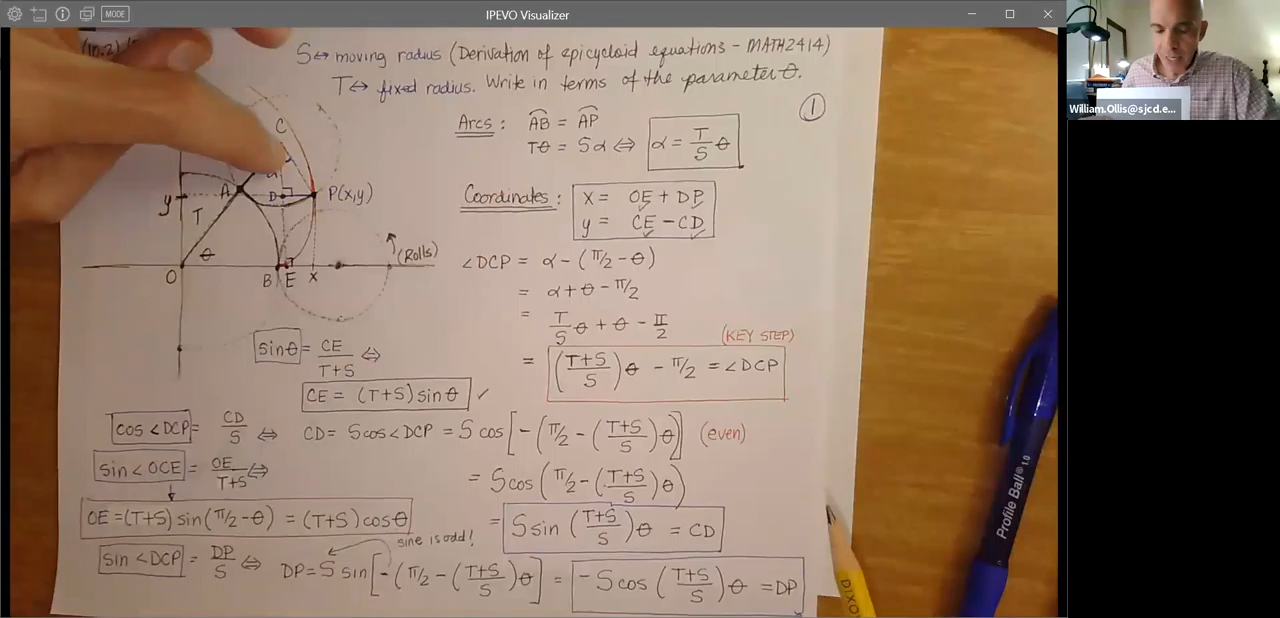 MODE
IPEVO Visualizer
William.Ollis@sjcd.e...
S ↔ moving radius (Derivation of epicycloid equations - MATH2414)
T ↔ fixed radius. Write in terms of the parameter θ.
1
Arcs: AB = AP
Tθ = Sα ⇔ α = T/S θ
Coordinates: x = OE + DP
y = CE - CD
∠DCP = α - (π/2 - θ)
= α + θ - π/2
= T/S θ + θ - π/2
(KEY STEP)
= (T+S/S) θ - π/2 = ∠DCP
C
α
A
D
P(x,y)
y
T
θ
(Rolls)
O
B
E
x
sinθ = CE/T+S ⇔
CE = (T+S) sin θ ✓
cos ∠DCP = CD/S ⇔ CD = S cos ∠DCP = S cos [-(π/2 - (T+S/S) θ)] (even)
sin ∠OCE = OE/T+S ⇔
= S cos (π/2 - (T+S/S) θ)
OE = (T+S) sin(π/2 - θ) = (T+S) cos θ
= S sin (T+S/S) θ = CD
sine is odd!
sin ∠DCP = DP/S ⇔ DP = S sin [-(π/2 - (T+S/S) θ] = -S cos (T+S/S) θ = DP
Profile Ball® 1.0
DIXO